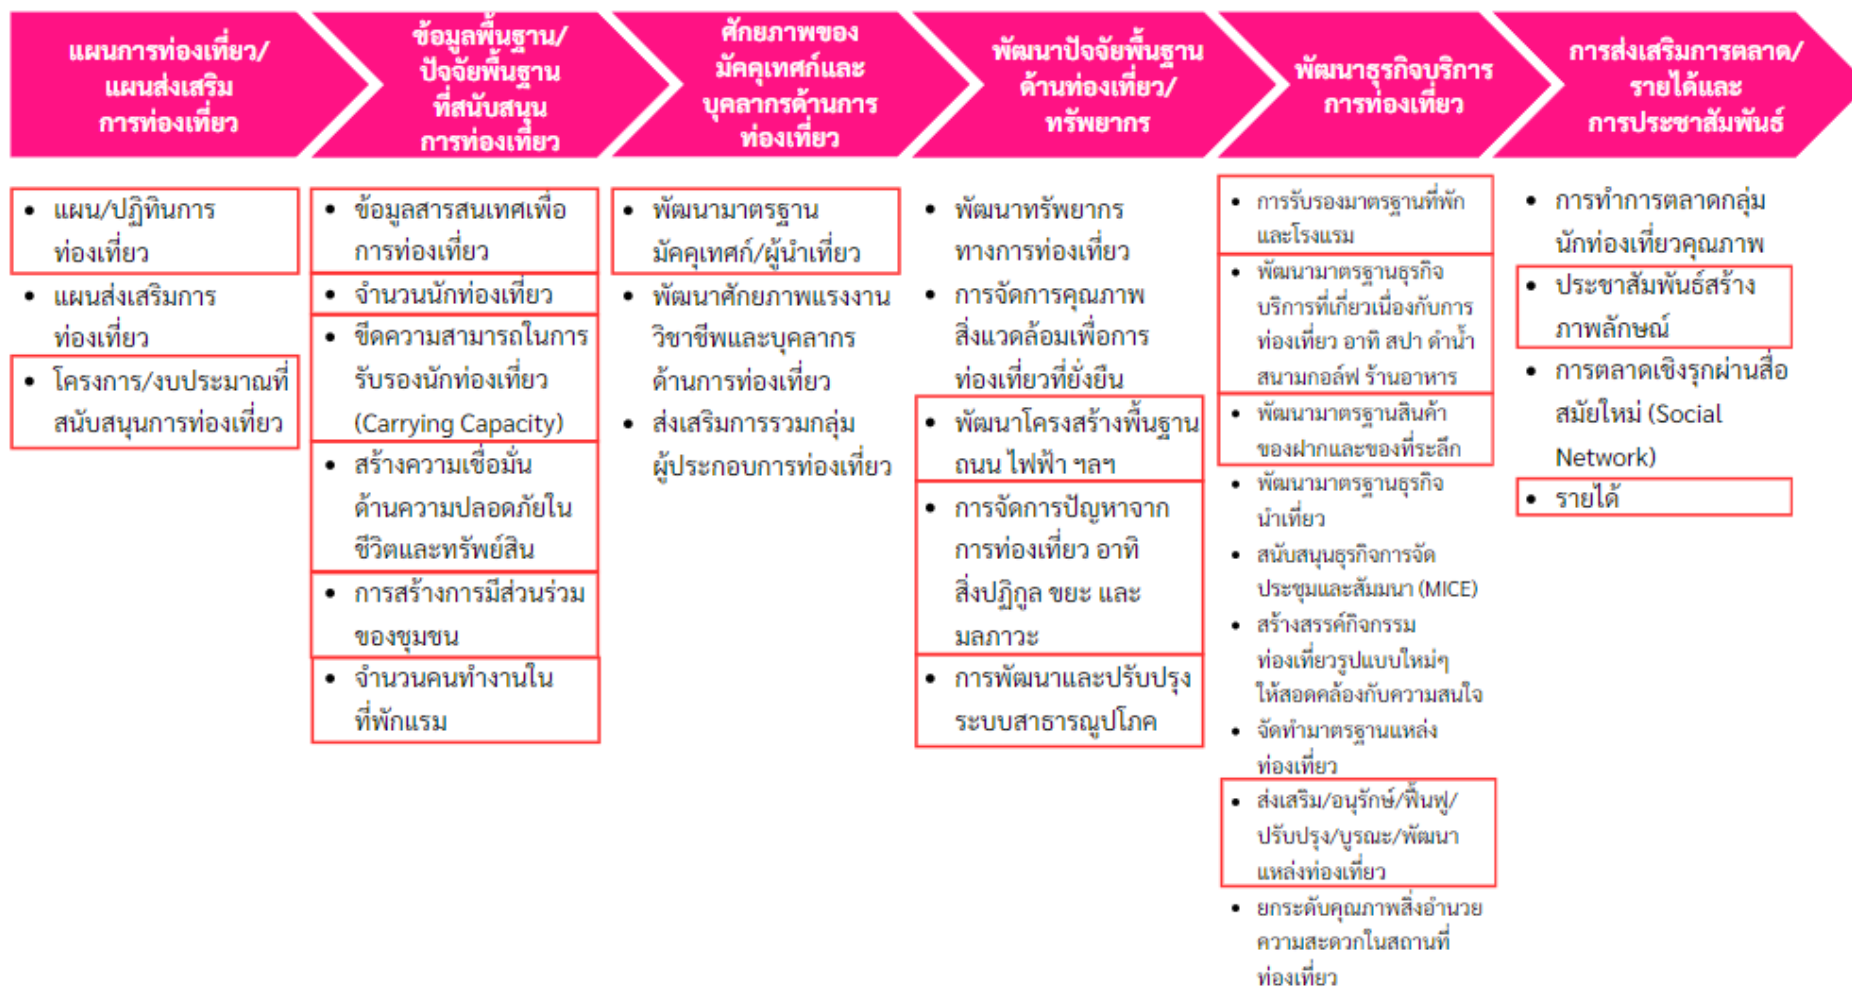 แผนการท่องเที่ยว/
แผนส่งเสริม
การท่องเที่ยว
ข้อมูลพื้นฐาน/
ปัจจัยพื้นฐาน
ที่สนับสนุน
การท่องเที่ยว
ศักยภาพของ
มัคคุเทศก์และ
บุคลากรด้านการ
ท่องเที่ยว
พัฒนาปัจจัยพื้นฐาน
ด้านท่องเที่ยว/
ทรัพยากร
พัฒนาธุรกิจบริการ
การท่องเที่ยว
การส่งเสริมการตลาด/
รายได้และ
การประชาสัมพันธ์
• แผน/ปฏิทินการ
ท่องเที่ยว
• แผนส่งเสริมการ
ท่องเที่ยว
• โครงการ/งบประมาณที่
สนับสนุนการท่องเที่ยว
• ข้อมูลสารสนเทศเพื่อ
การท่องเที่ยว
• จำนวนนักท่องเที่ยว
• ขีดความสามารถในการ
รับรองนักท่องเที่ยว
(Carrying Capacity)
• สร้างความเชื่อมั่น
ด้านความปลอดภัยใน
ชีวิตและทรัพย์สิน
• การสร้างการมีส่วนร่วม
ของชุมชน
• จำนวนคนทำงานใน
ที่พักแรม
• พัฒนามาตรฐาน
มัคคุเทศก์/ผู้นำเที่ยว
• พัฒนาศักยภาพแรงงาน
วิชาชีพและบุคลากร
ด้านการท่องเที่ยว
• ส่งเสริมการรวมกลุ่ม
ผู้ประกอบการท่องเที่ยว
• พัฒนาทรัพยากร
ทางการท่องเที่ยว
• การจัดการคุณภาพ
สิ่งแวดล้อมเพื่อการ
ท่องเที่ยวที่ยั่งยืน
• พัฒนาโครงสร้างพื้นฐาน
ถนน ไฟฟ้า ฯลฯ
• การจัดการปัญหาจาก
การท่องเที่ยว อาทิ
สิ่งปฏิกูล ขยะ และ
มลภาวะ
• การพัฒนาและปรับปรุง
ระบบสาธารณูปโภค
• การรับรองมาตรฐานที่พัก
และโรงแรม
• พัฒนามาตรฐานธุรกิจ
บริการที่เกี่ยวเนื่องกับการ
ท่องเที่ยว อาทิ สปา ดำน้ำ
สนามกอล์ฟ ร้านอาหาร
• พัฒนามาตรฐานสินค้า
ของฝากและของที่ระลึก
• พัฒนามาตรฐานธุรกิจ
นำเที่ยว
• สนับสนุนธุรกิจการจัด
ประชุมและสัมมนา (MICE)
• สร้างสรรค์กิจกรรม
ท่องเที่ยวรูปแบบใหม่ๆ
ให้สอดคล้องกับความสนใจ
• จัดทำมาตรฐานแหล่ง
ท่องเที่ยว
• ส่งเสริม/อนุรักษ์/ฟื้นฟู/
ปรับปรุง/บูรณะ/พัฒนา
แหล่งท่องเที่ยว
• ยกระดับคุณภาพสิ่งอำนวย
ความสะดวกในสถานที่
ท่องเที่ยว
• การทำการตลาดกลุ่ม
นักท่องเที่ยวคุณภาพ
• ประชาสัมพันธ์สร้าง
ภาพลักษณ์
• การตลาดเชิงรุกผ่านสื่อ
สมัยใหม่ (Social
Network)
• รายได้